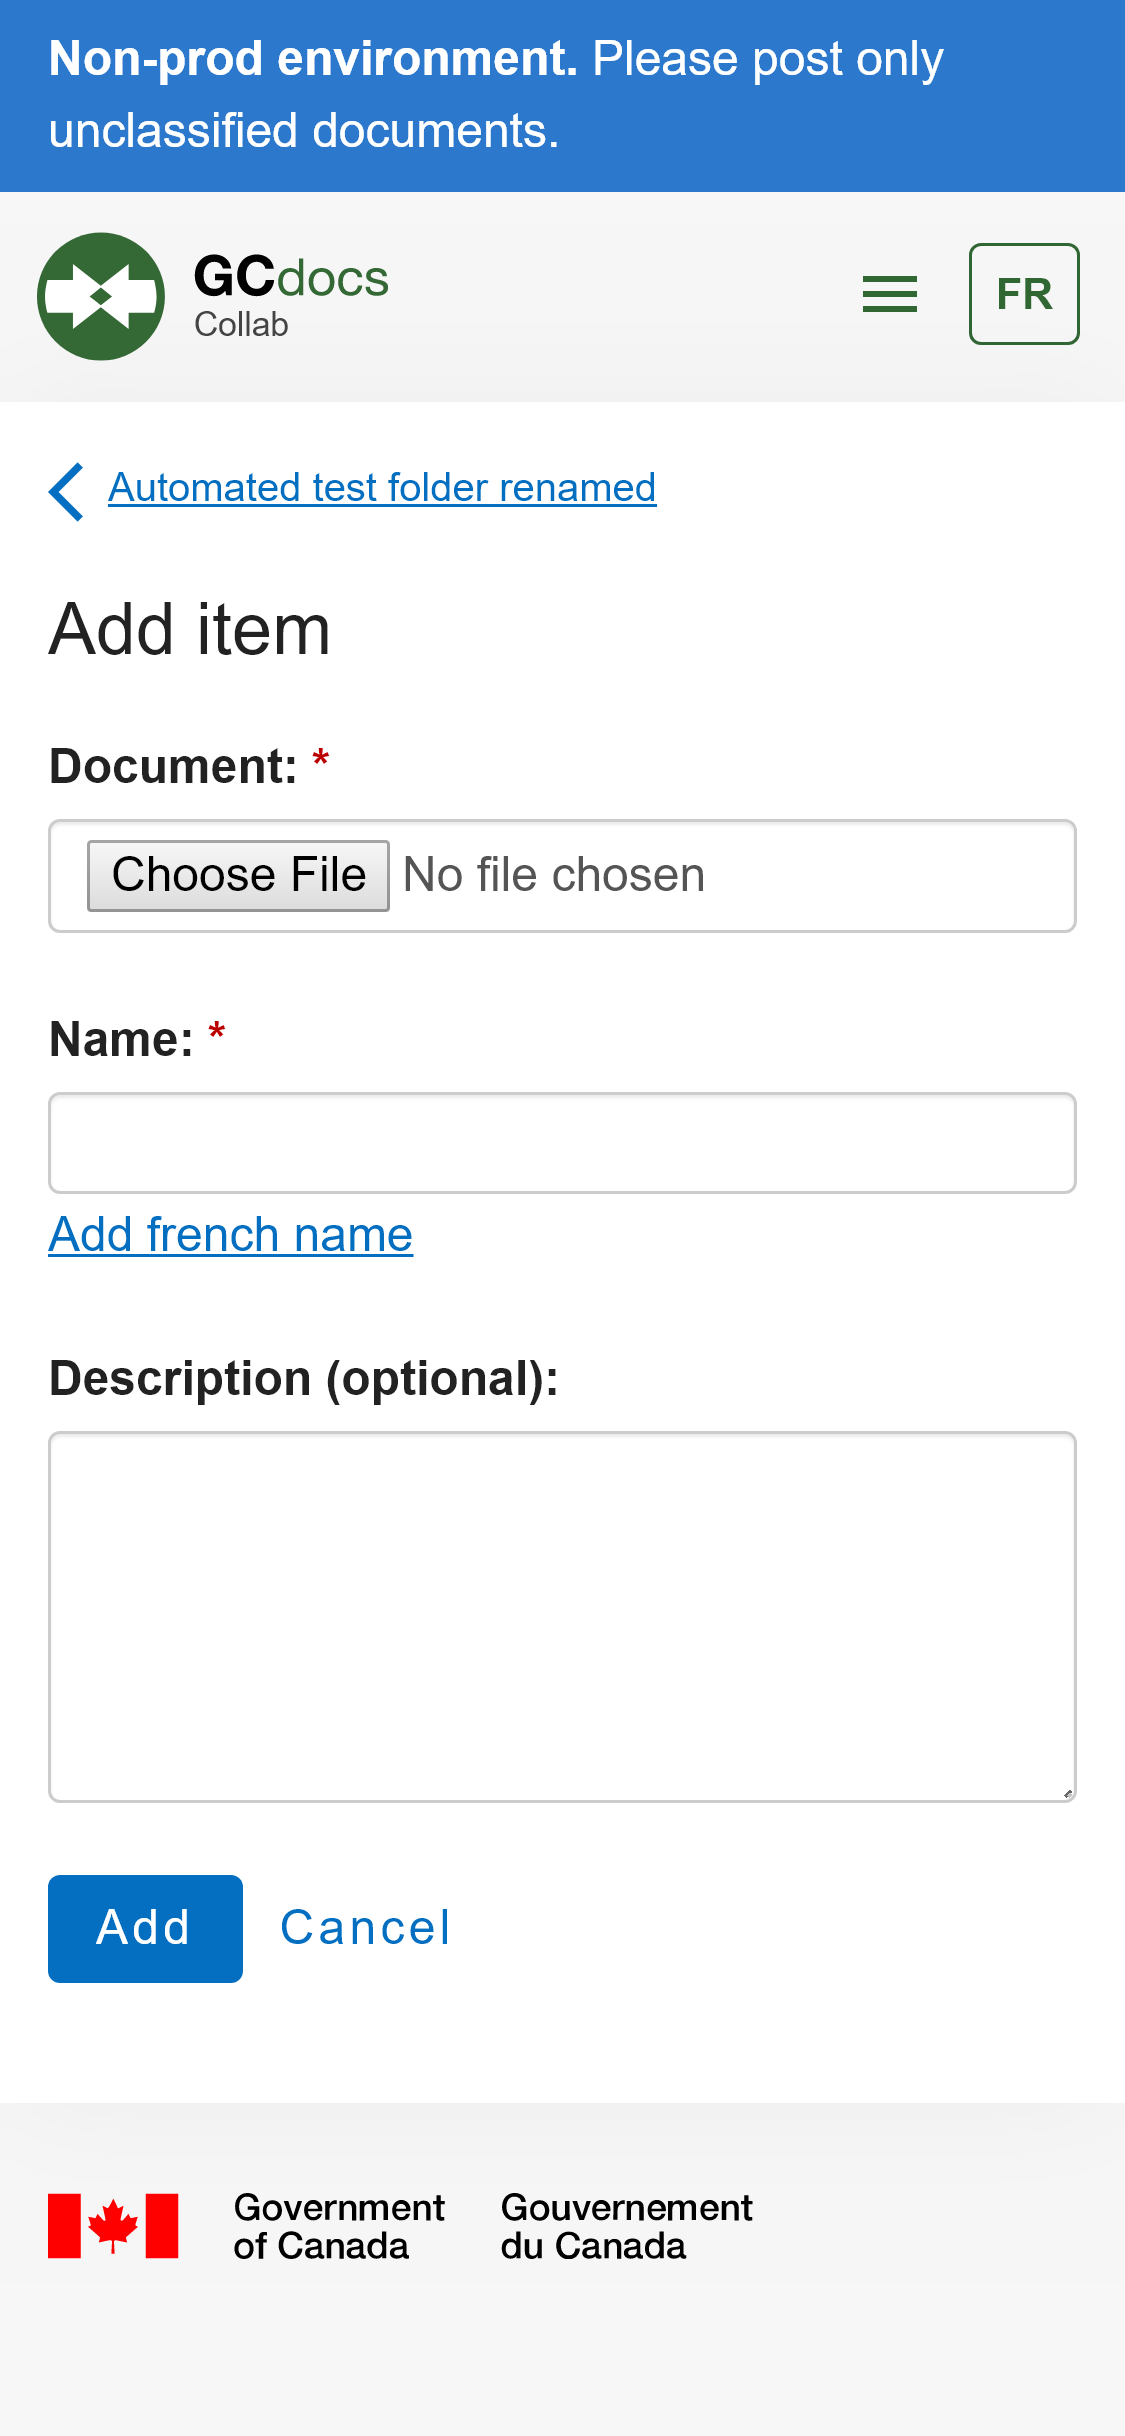 Non-prod environment. Please post only
unclassified documents.
GCdocs
Collab
FR
Automated test folder renamed
Add item
Document: *
Choose File No file chosen
Name: *
Add french name
Description (optional):
Add Cancel
Government Gouvernement
of Canada du Canada